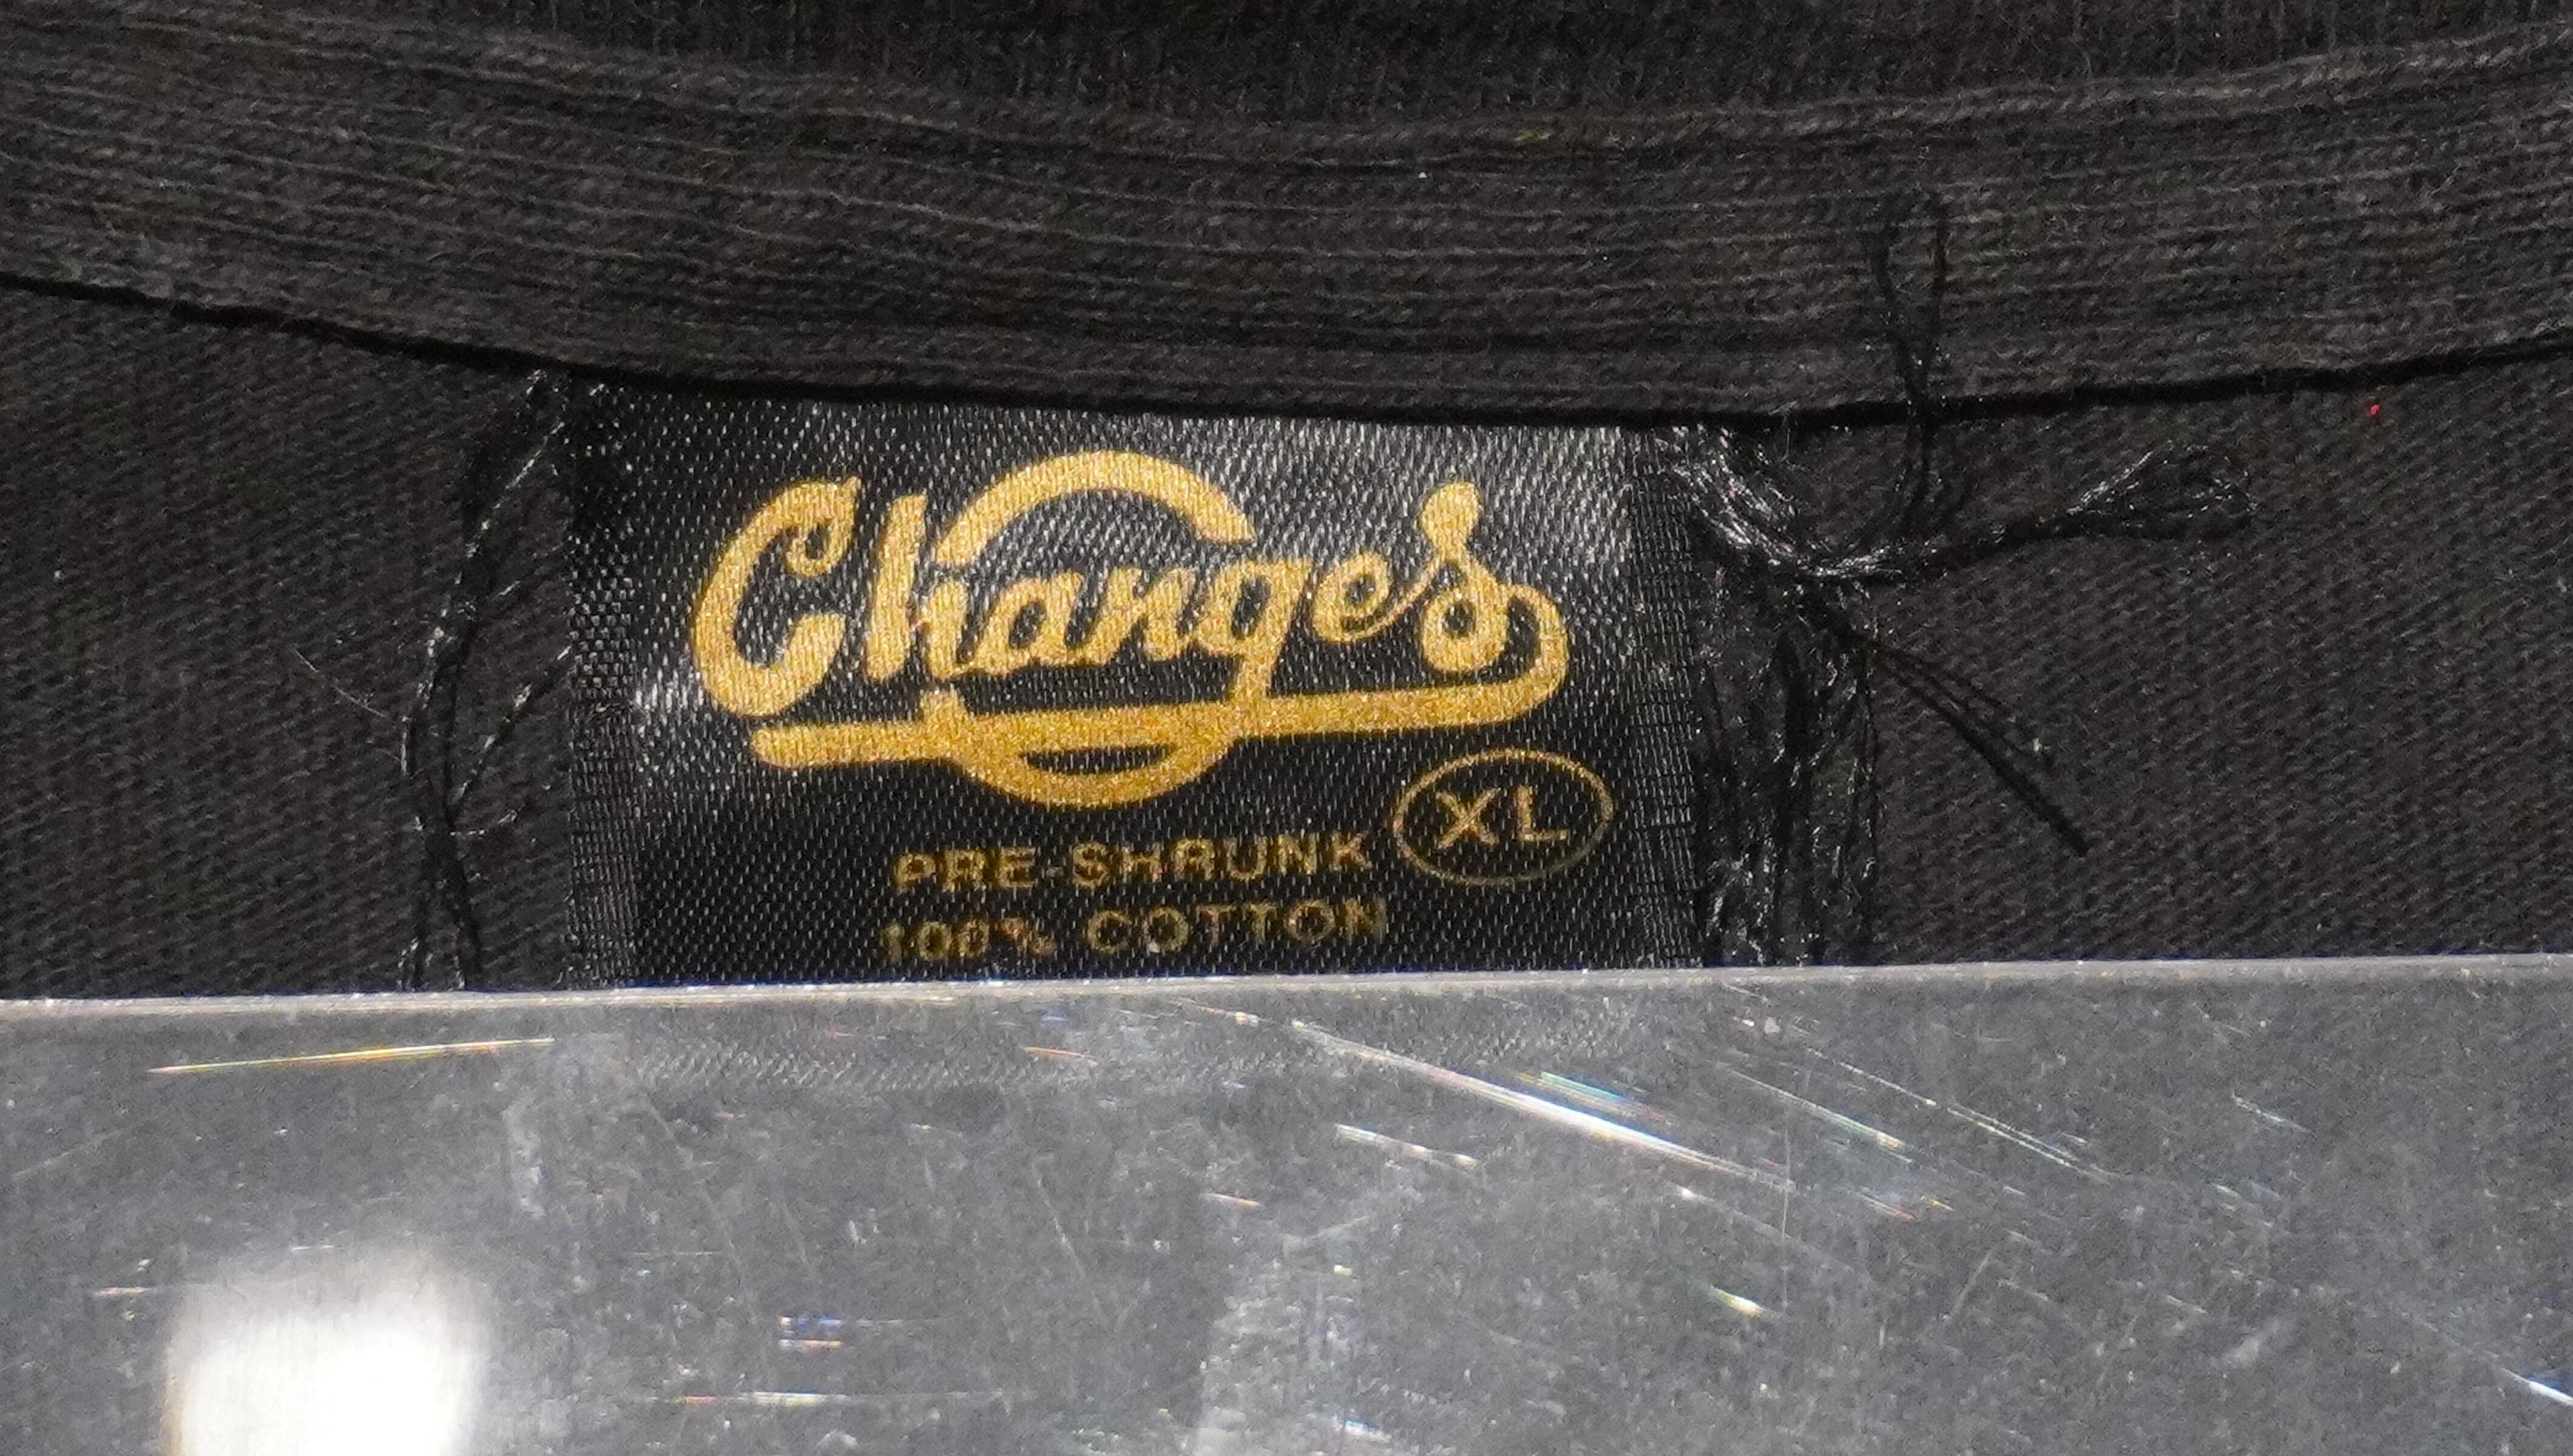 Changes
XL
PRE-SHRUNK
100% COTTON